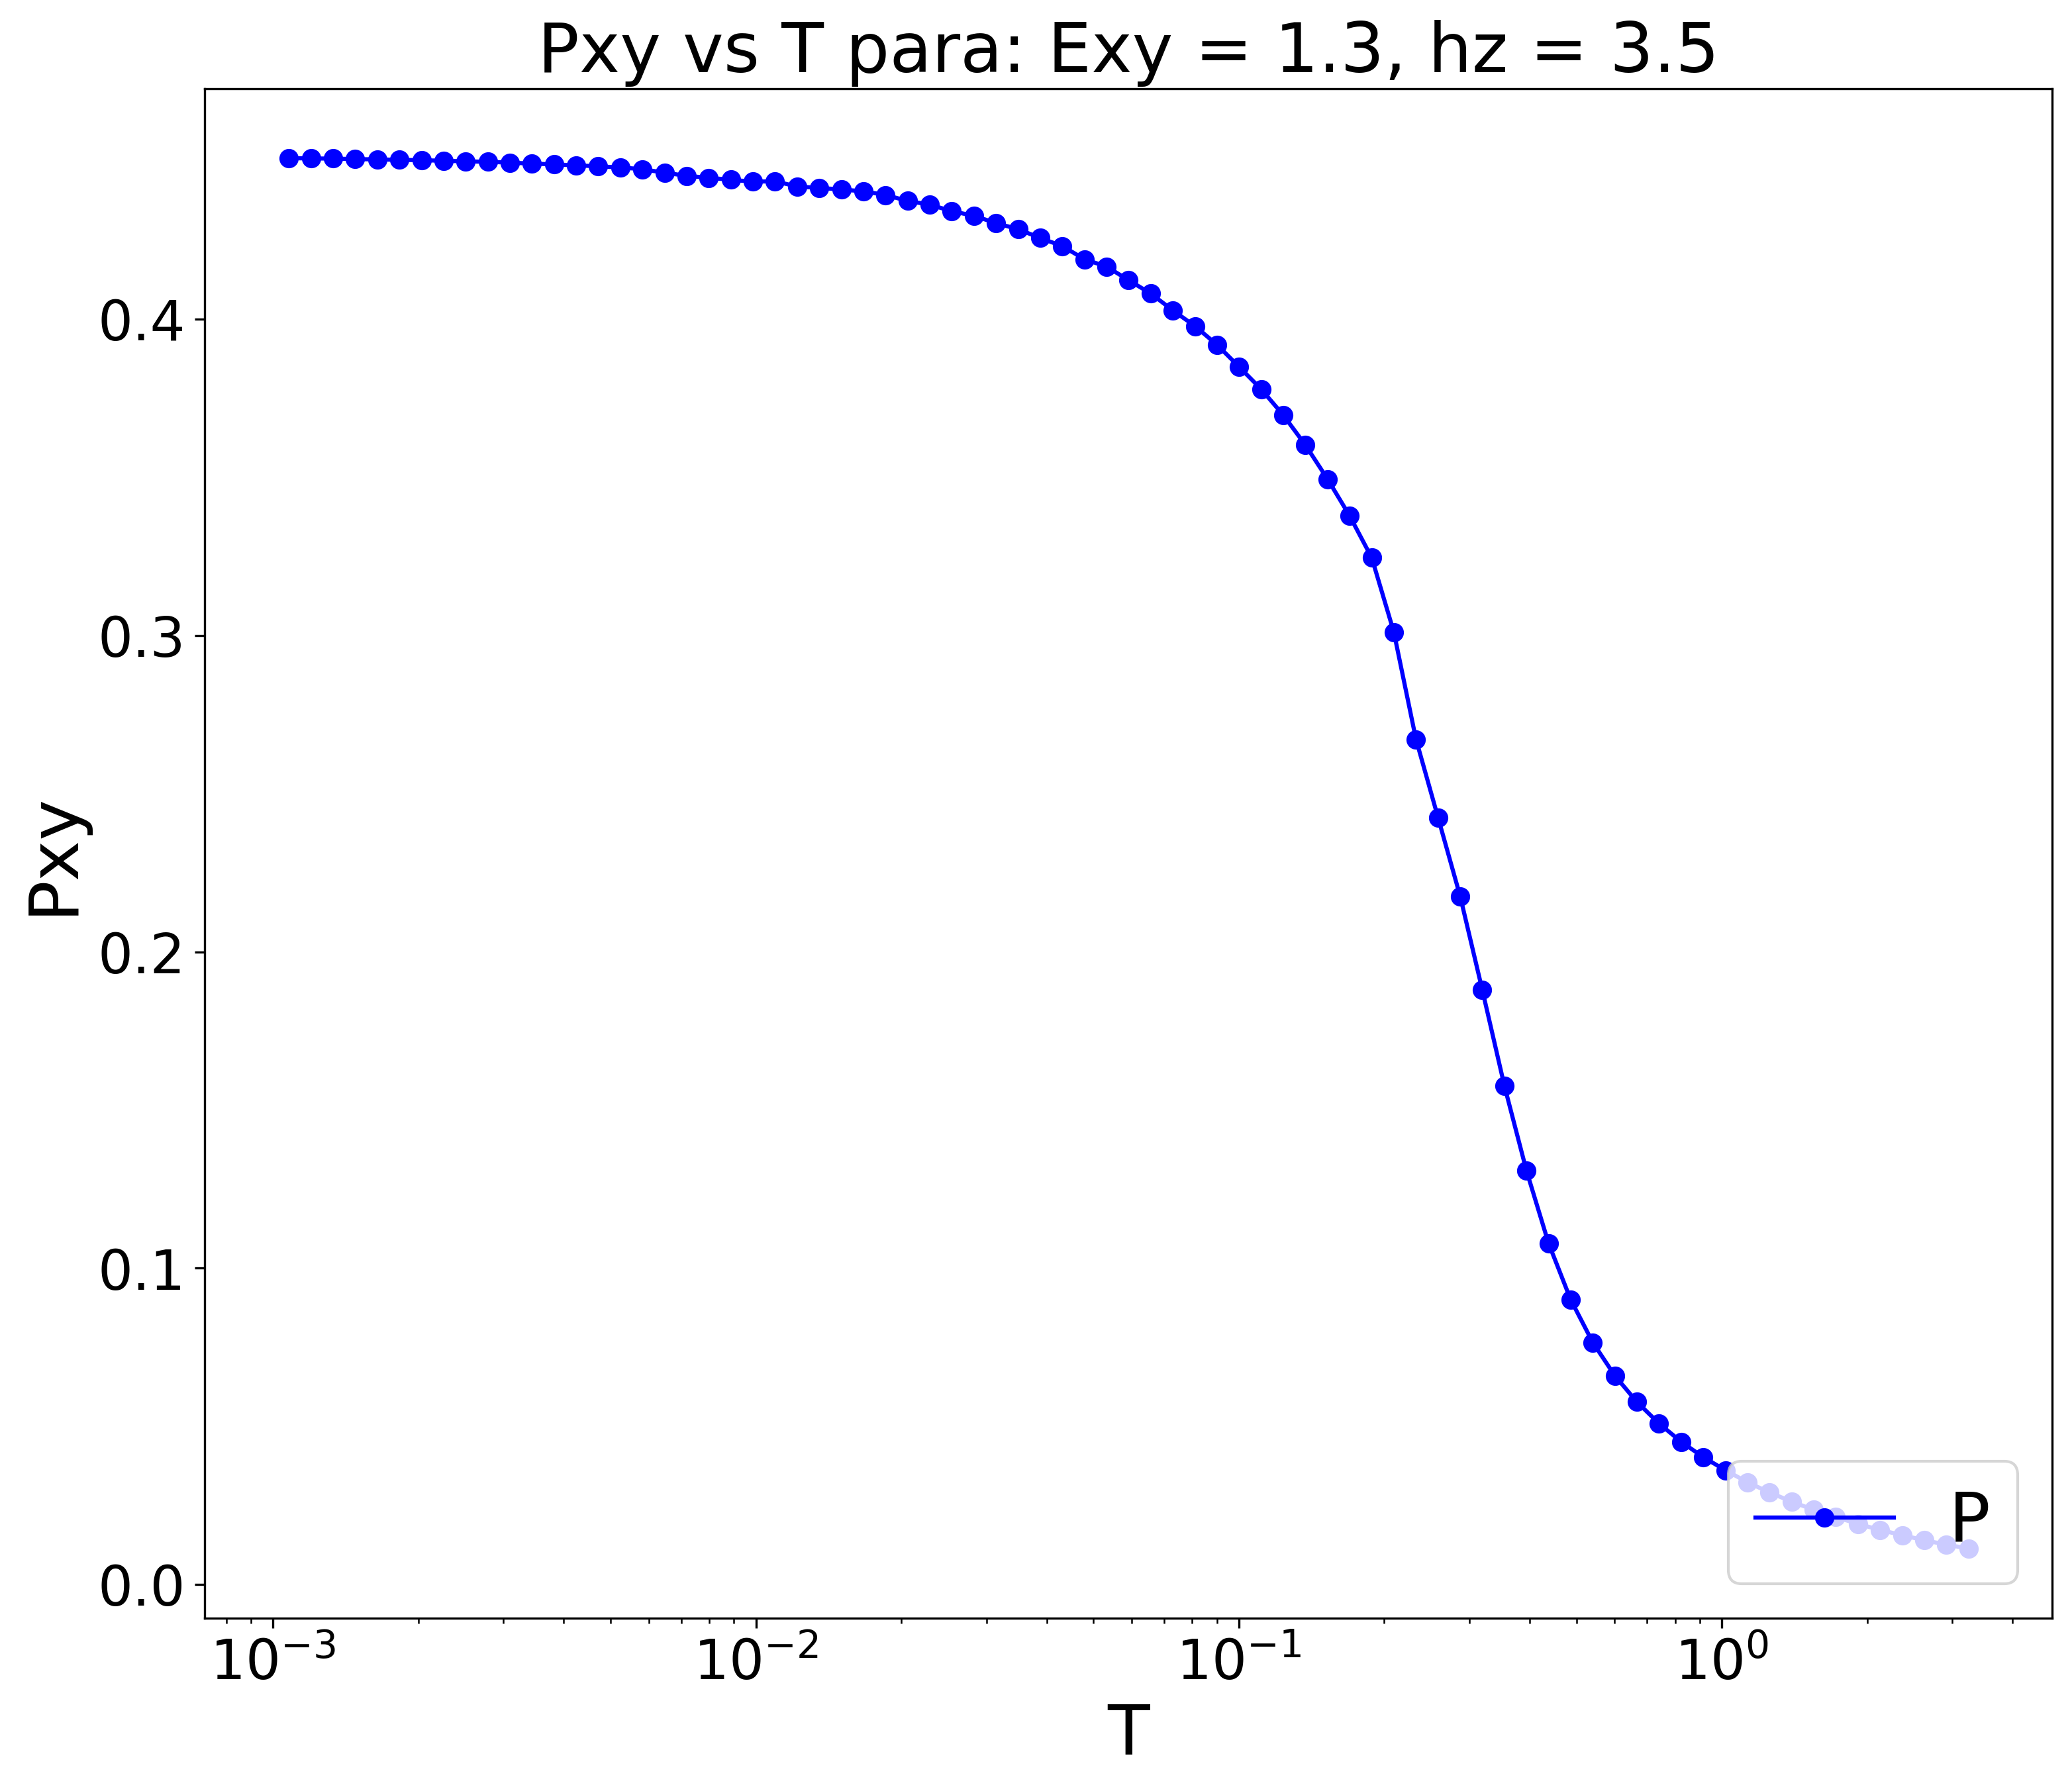 Pxy vs T para: Exy = 1.3, hz = 3.5
Pxy
0.4
0.3
0.2
0.1
0.0
10⁻³ 10⁻² 10⁻¹ 10⁰
T
P